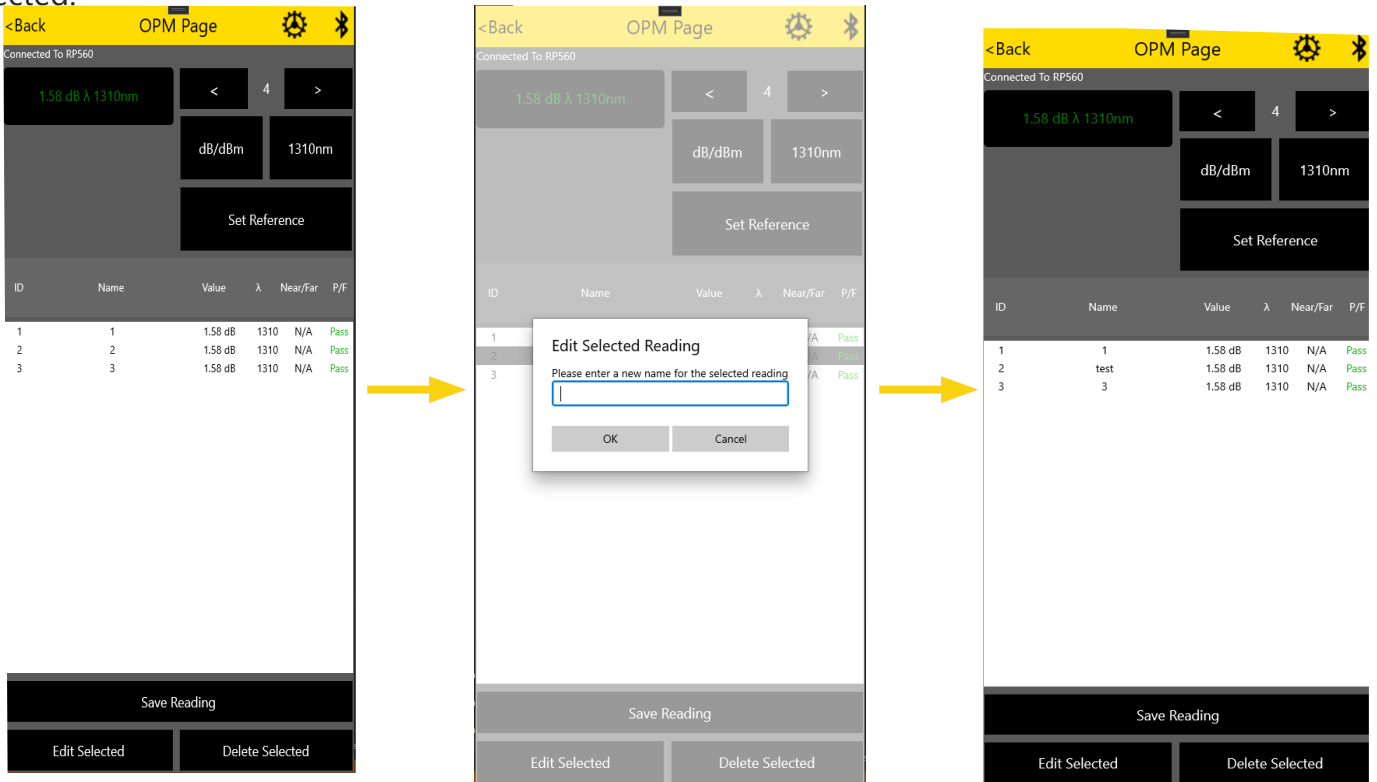 <Back OPM Page
Connected To RP560
1.58 dB λ 1310nm < 4 >
dB/dBm 1310nm
Set Reference
ID Name Value λ Near/Far P/F
1 1 1.58 dB 1310 N/A Pass
2 2 1.58 dB 1310 N/A Pass
3 3 1.58 dB 1310 N/A Pass
Save Reading
Edit Selected Delete Selected
<Back OPM Page
Connected To RP560
1.58 dB λ 1310nm < 4 >
dB/dBm 1310nm
Set Reference
ID Name Value λ Near/Far P/F
1 /A Pass
2 /A Pass
3 /A Pass
Edit Selected Reading
Please enter a new name for the selected reading
OK Cancel
Save Reading
Edit Selected Delete Selected
<Back OPM Page
Connected To RP560
1.58 dB λ 1310nm < 4 >
dB/dBm 1310nm
Set Reference
ID Name Value λ Near/Far P/F
1 1 1.58 dB 1310 N/A Pass
2 test 1.58 dB 1310 N/A Pass
3 3 1.58 dB 1310 N/A Pass
Save Reading
Edit Selected Delete Selected